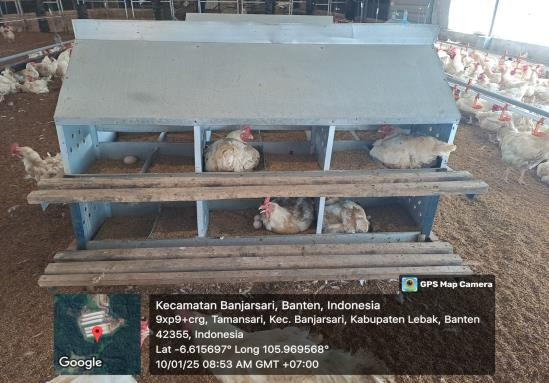 GPS Map Camera
Kecamatan Banjarsari, Banten, Indonesia
9xp9+crg, Tamansari, Kec. Banjarsari, Kabupaten Lebak, Banten
42355, Indonesia
Lat -6.615697° Long 105.969568°
10/01/25 08:53 AM GMT +07:00
Google